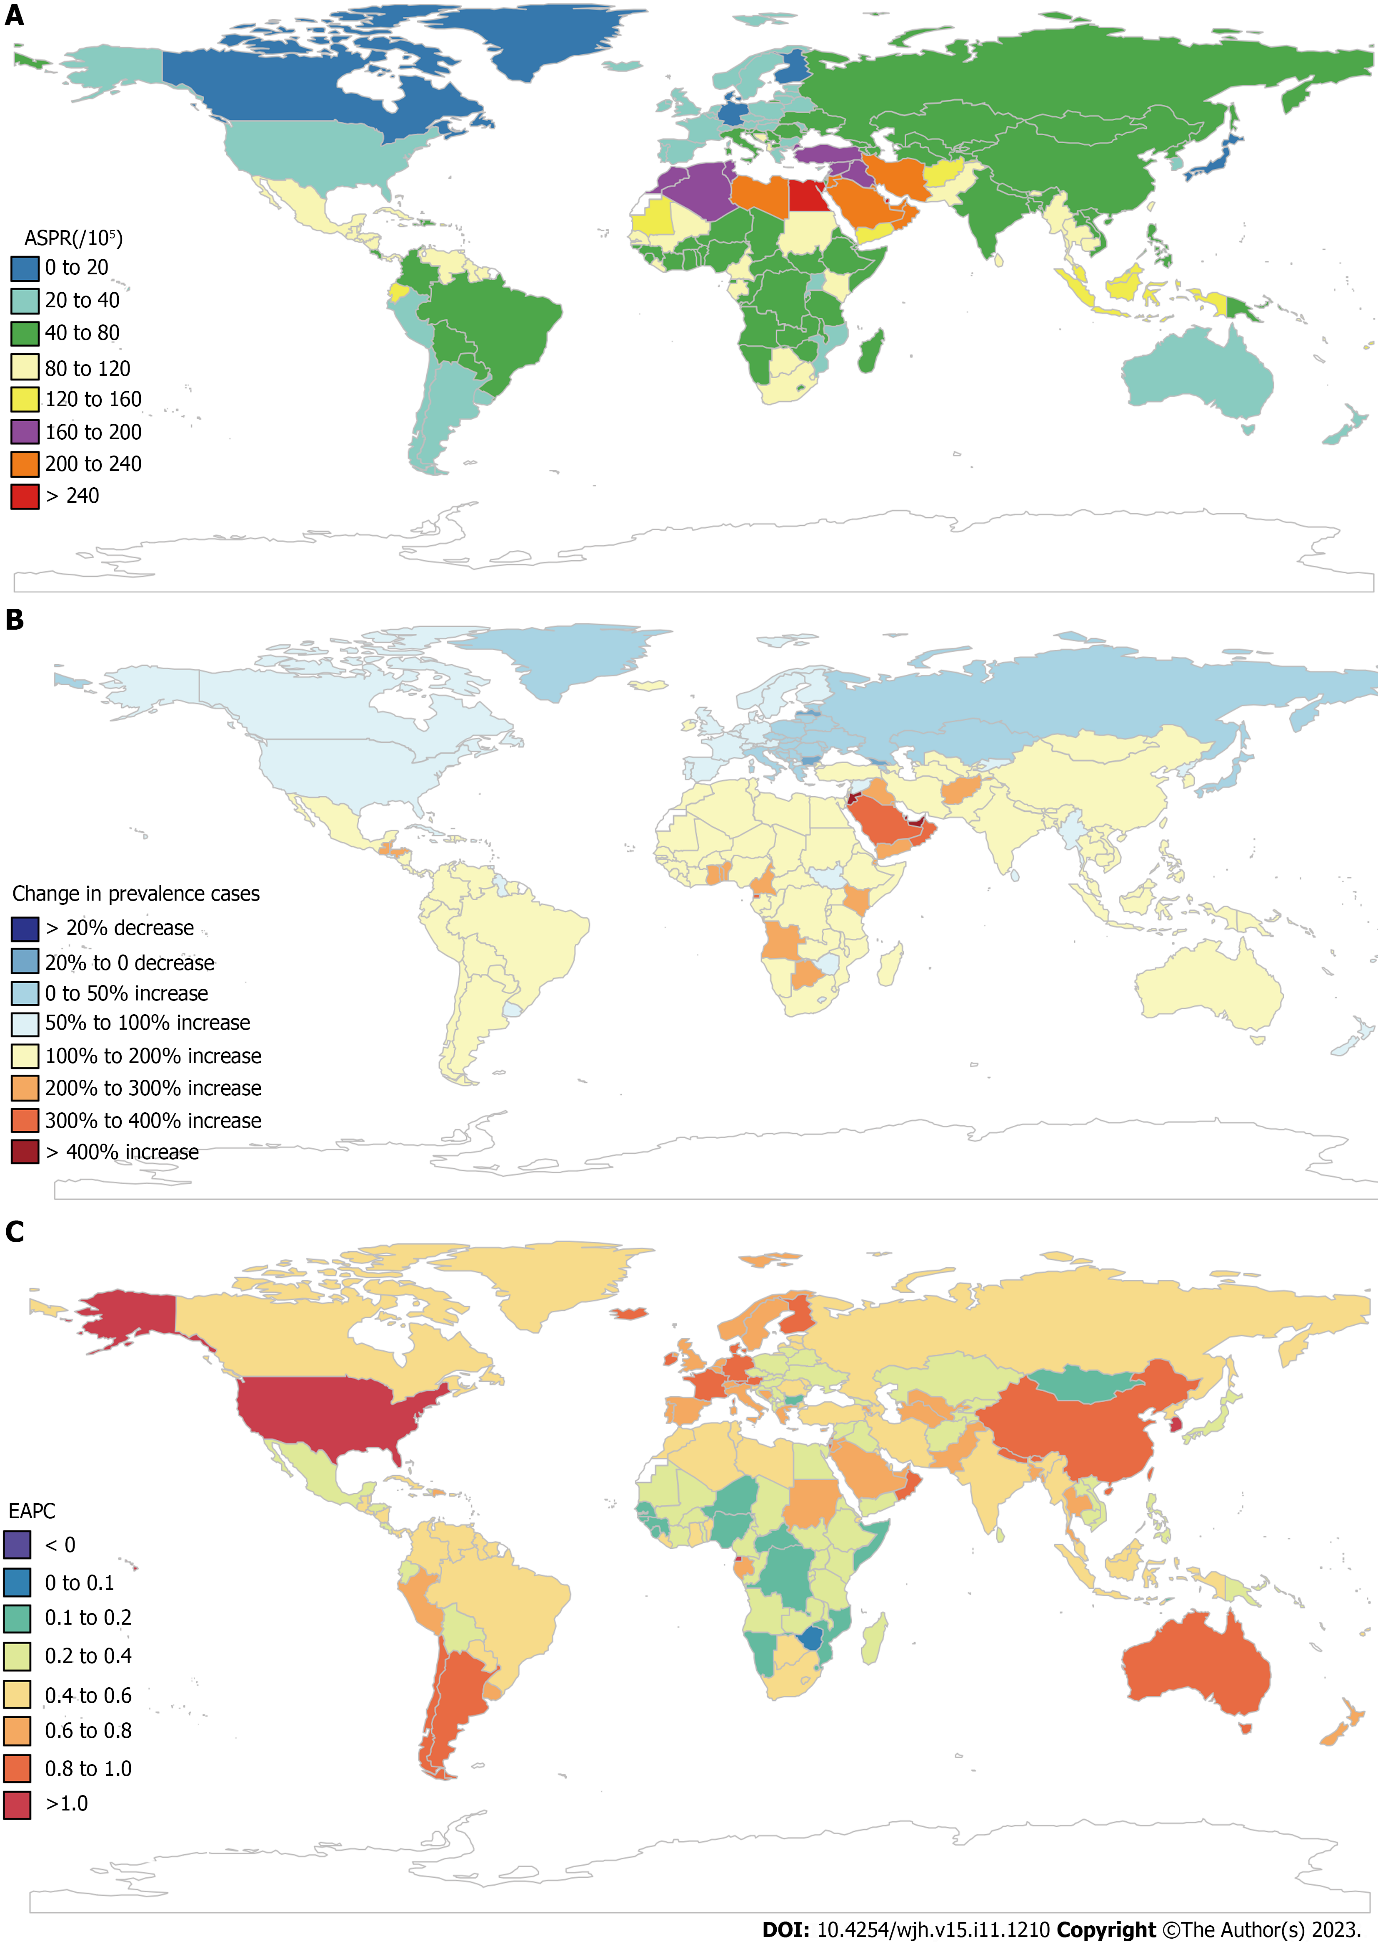 A
ASPR(/10⁵)
0 to 20
20 to 40
40 to 80
80 to 120
120 to 160
160 to 200
200 to 240
> 240
B
Change in prevalence cases
> 20% decrease
20% to 0 decrease
0 to 50% increase
50% to 100% increase
100% to 200% increase
200% to 300% increase
300% to 400% increase
> 400% increase
C
EAPC
< 0
0 to 0.1
0.1 to 0.2
0.2 to 0.4
0.4 to 0.6
0.6 to 0.8
0.8 to 1.0
>1.0
DOI: 10.4254/wjh.v15.i11.1210 Copyright ©The Author(s) 2023.